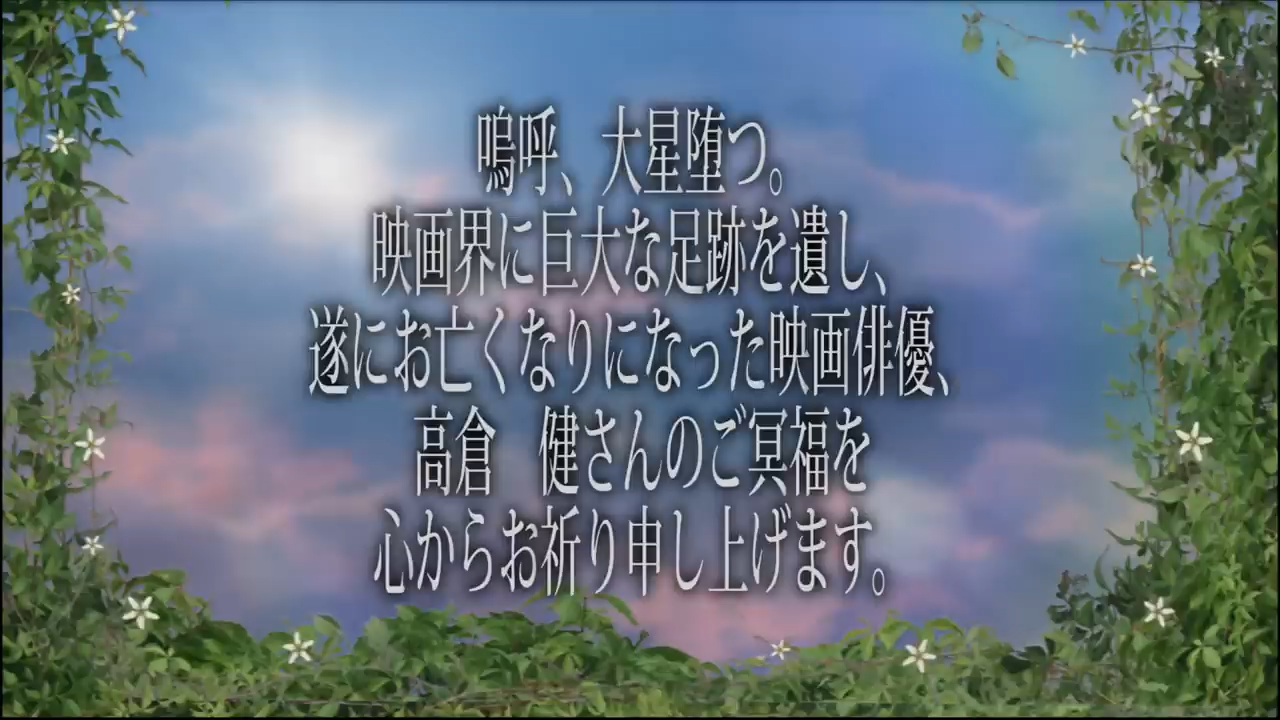 嗚呼、大星堕つ。
映画界に巨大な足跡を遺し、
遂にお亡くなりになった映画俳優、
高倉　健さんのご冥福を
心からお祈り申し上げます。